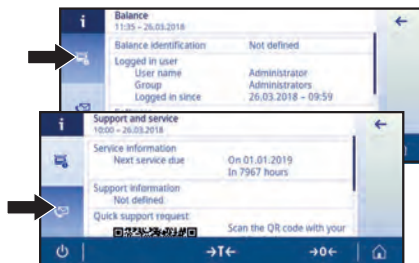 i
Balance
11:35 – 26.03.2018
Balance identification Not defined
Logged in user
User name Administrator
Group Administrators
Logged in since 26.03.2018 – 09:59
i
Support and service
10:00 – 26.03.2018
Service information
Next service due On 01.01.2019
In 7967 hours
Support information
Not defined
Quick support request
Scan the QR code with your
→T← →0←